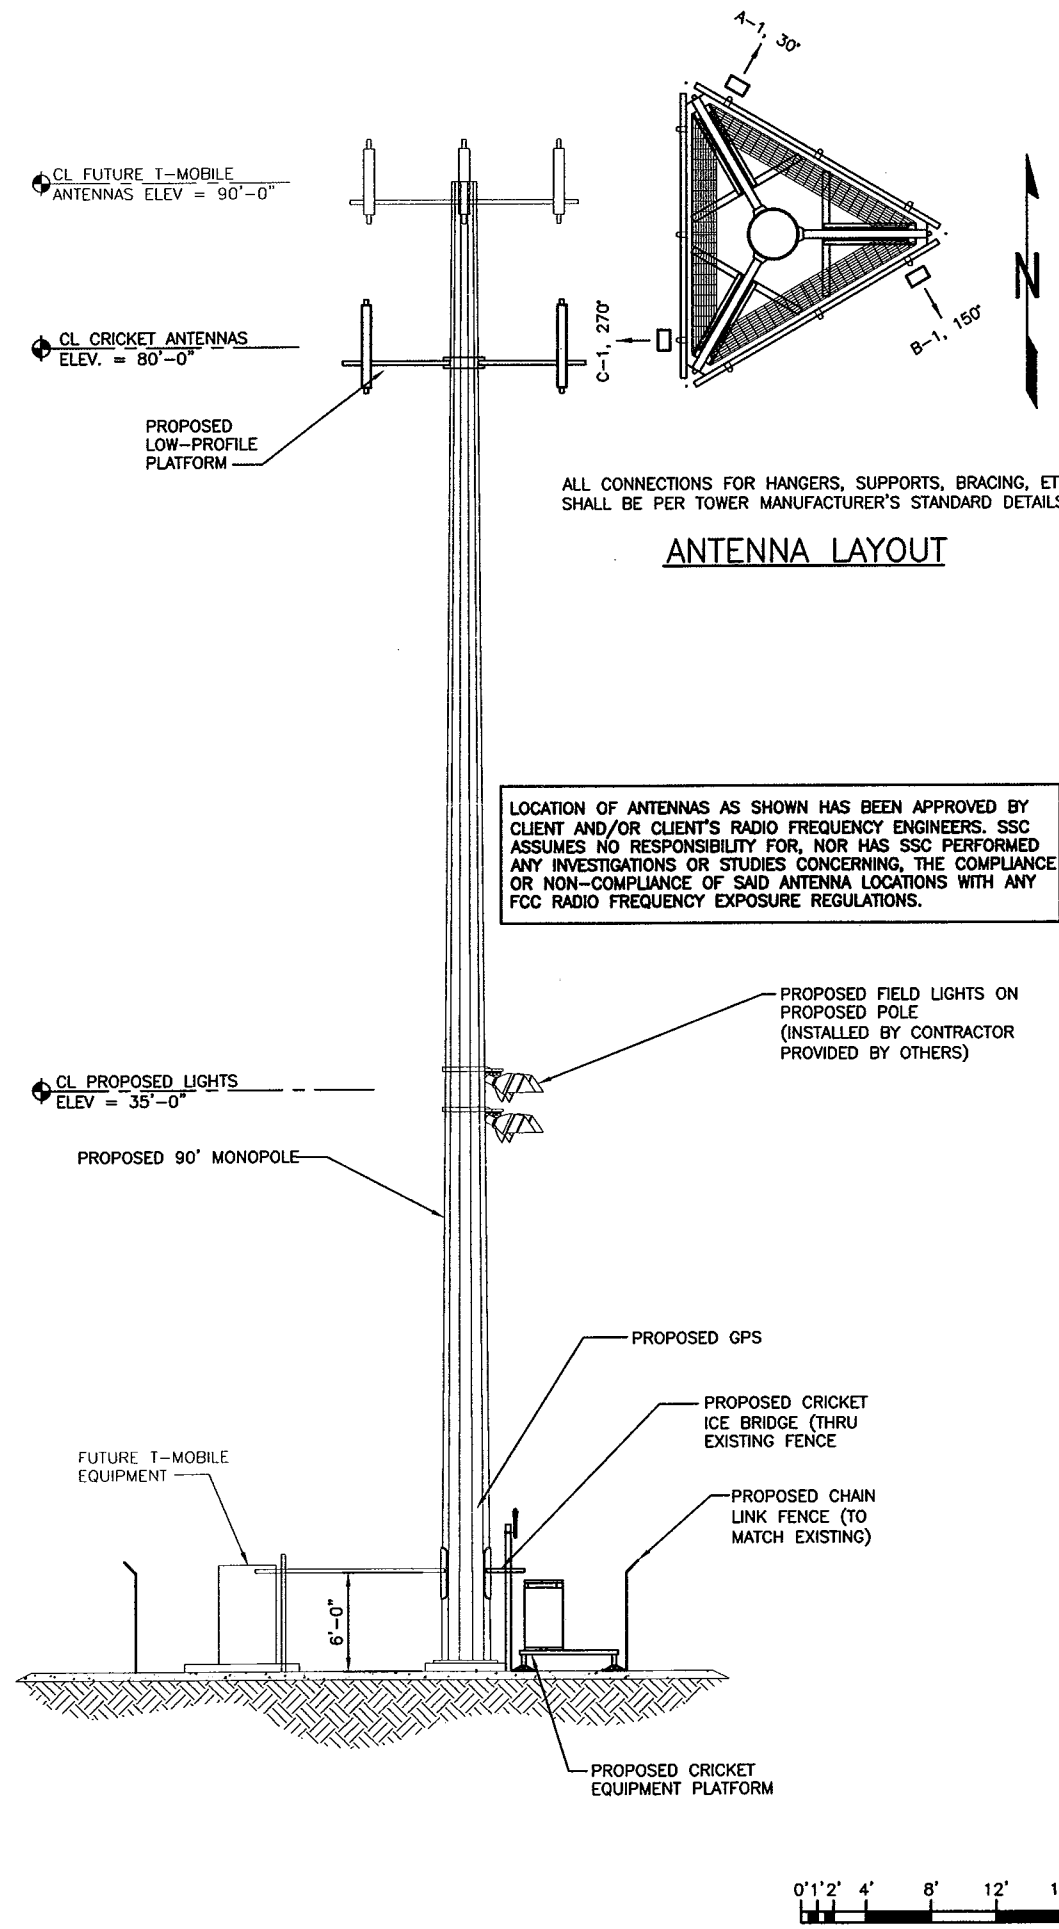 A-1, 30°
CL FUTURE T-MOBILE
ANTENNAS ELEV = 90'-0"
N
C-1, 270°
B-1, 150°
CL CRICKET ANTENNAS
ELEV. = 80'-0"
PROPOSED
LOW-PROFILE
PLATFORM
ALL CONNECTIONS FOR HANGERS, SUPPORTS, BRACING, ET
SHALL BE PER TOWER MANUFACTURER'S STANDARD DETAILS
ANTENNA LAYOUT
LOCATION OF ANTENNAS AS SHOWN HAS BEEN APPROVED BY
CLIENT AND/OR CLIENT'S RADIO FREQUENCY ENGINEERS. SSC
ASSUMES NO RESPONSIBILITY FOR, NOR HAS SSC PERFORMED
ANY INVESTIGATIONS OR STUDIES CONCERNING, THE COMPLIANCE
OR NON-COMPLIANCE OF SAID ANTENNA LOCATIONS WITH ANY
FCC RADIO FREQUENCY EXPOSURE REGULATIONS.
PROPOSED FIELD LIGHTS ON
PROPOSED POLE
(INSTALLED BY CONTRACTOR
PROVIDED BY OTHERS)
CL PROPOSED LIGHTS
ELEV = 35'-0"
PROPOSED 90' MONOPOLE
PROPOSED GPS
PROPOSED CRICKET
ICE BRIDGE (THRU
EXISTING FENCE
FUTURE T-MOBILE
EQUIPMENT
PROPOSED CHAIN
LINK FENCE (TO
MATCH EXISTING)
6'-0"
PROPOSED CRICKET
EQUIPMENT PLATFORM
0' 1' 2' 4' 8' 12' 1